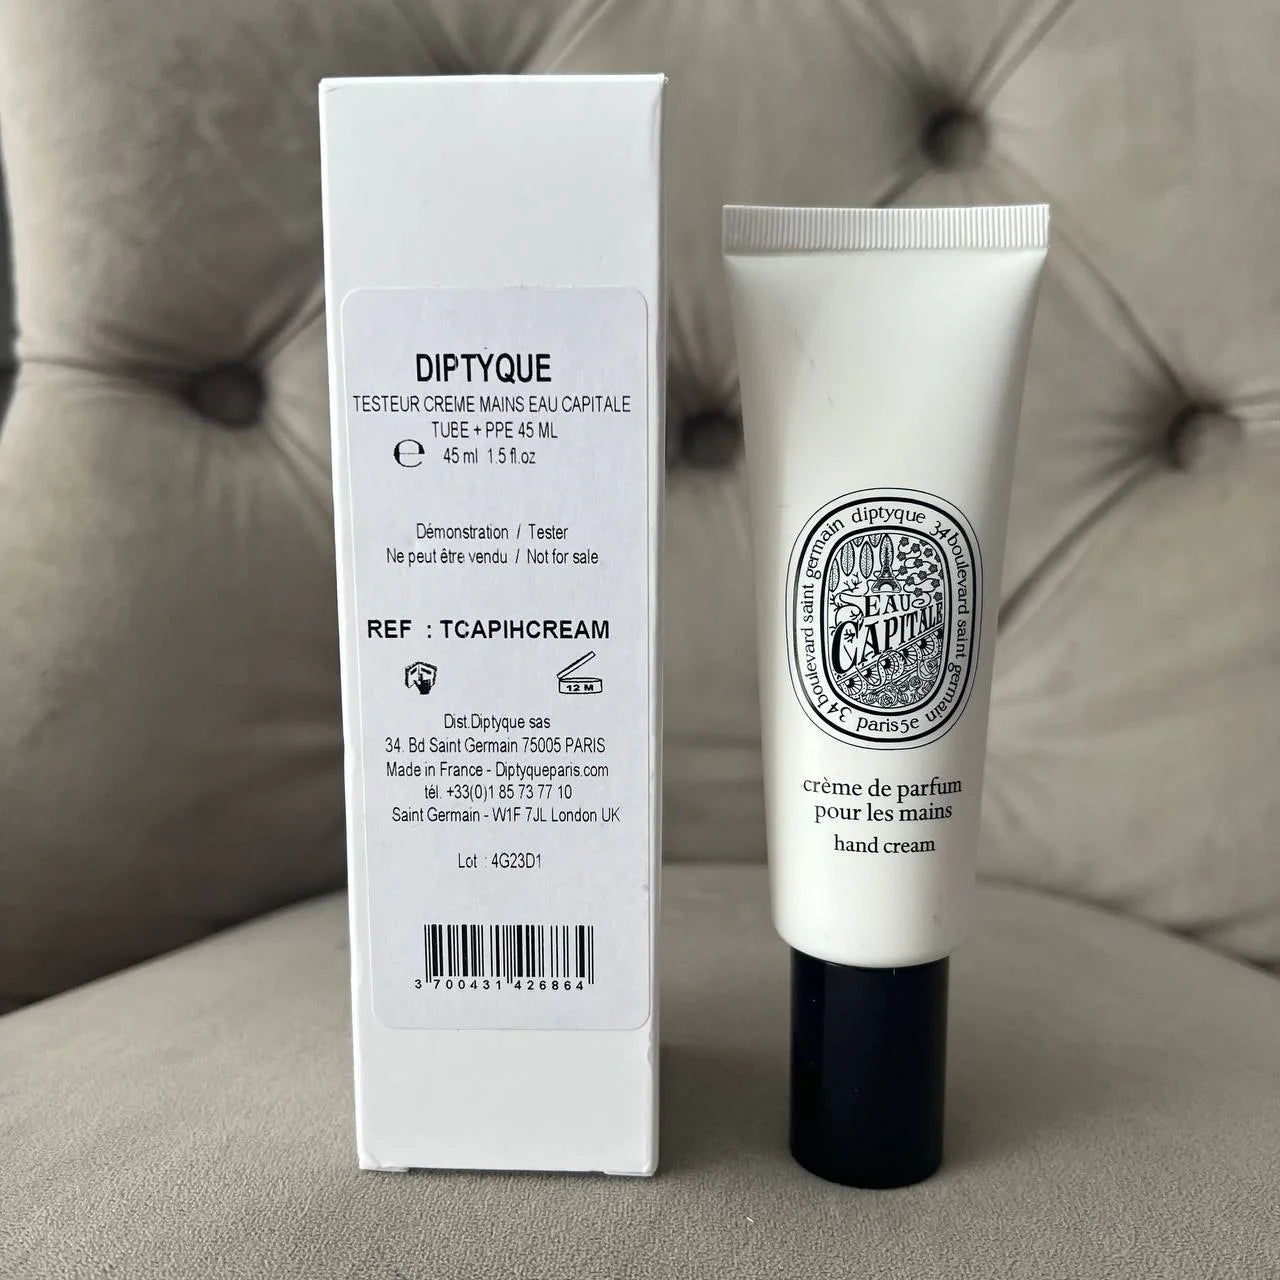 DIPTYQUE
TESTEUR CREME MAINS EAU CAPITALE
TUBE + PPE 45 ML
℮ 45 ml 1.5 fl.oz
Démonstration / Tester
Ne peut être vendu / Not for sale
REF : TCAPIHCREAM
12 M
Dist.Diptyque sas
34. Bd Saint Germain 75005 PARIS
Made in France - Diptyqueparis.com
tél. +33(0)1 85 73 77 10
Saint Germain - W1F 7JL London UK
Lot : 4G23D1
3 700431 426864
diptyque 34 boulevard saint germain paris5e 34 boulevard saint germain
EAU
CAPITALE
crème de parfum
pour les mains
hand cream